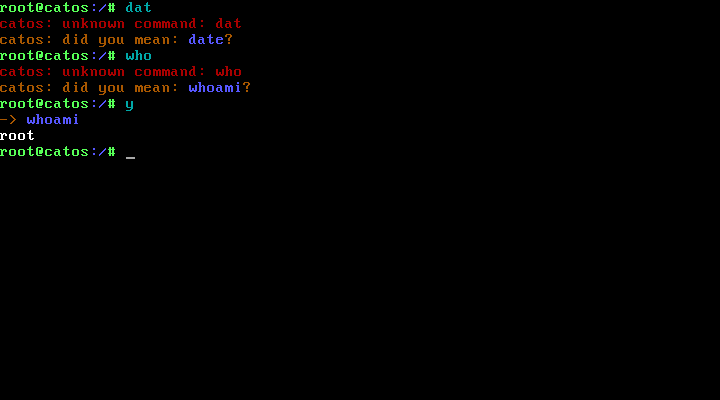 root@catos:/# dat
catos: unknown command: dat
catos: did you mean: date?
root@catos:/# who
catos: unknown command: who
catos: did you mean: whoami?
root@catos:/# y
-> whoami
root
root@catos:/# _